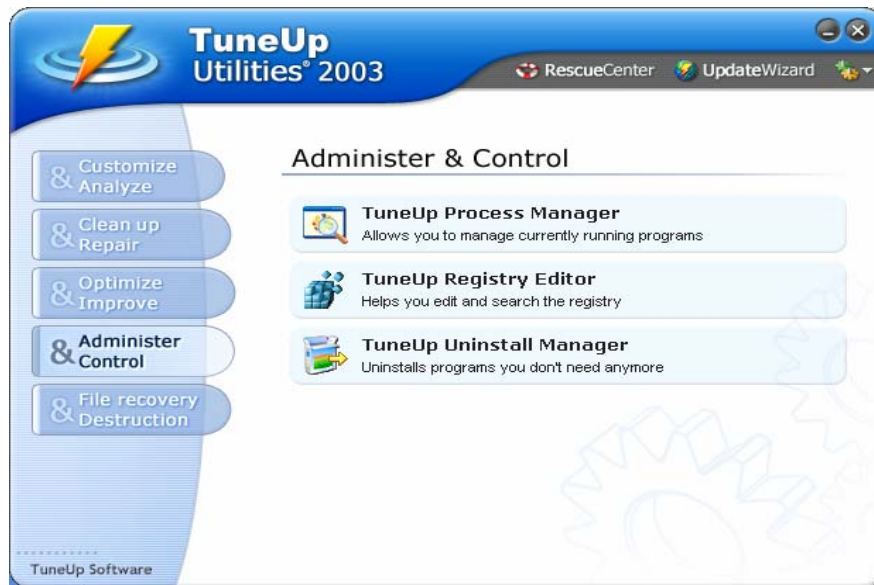 TuneUp
Utilities® 2003
RescueCenter
UpdateWizard
Customize
& Analyze
Clean up
& Repair
Optimize
& Improve
Administer
& Control
File recovery
& Destruction
TuneUp Software
Administer & Control
TuneUp Process Manager
Allows you to manage currently running programs
TuneUp Registry Editor
Helps you edit and search the registry
TuneUp Uninstall Manager
Uninstalls programs you don't need anymore